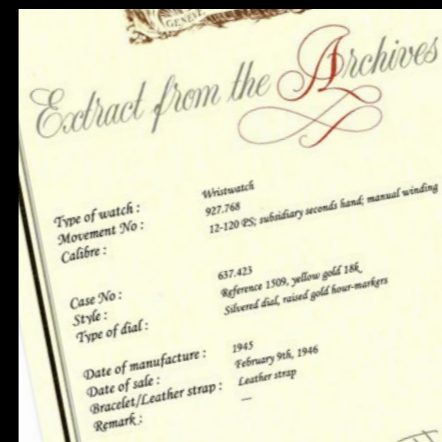 GENÈVE
Extract from the Archives
Type of watch : Wristwatch
Movement No : 927.768
Calibre : 12-120 PS; subsidiary seconds hand; manual winding
Case No : 637.423
Style : Reference 1509, yellow gold 18k
Type of dial : Silvered dial, raised gold hour-markers
Date of manufacture : 1945
Date of sale : February 9th, 1946
Bracelet/Leather strap : Leather strap
Remark : —